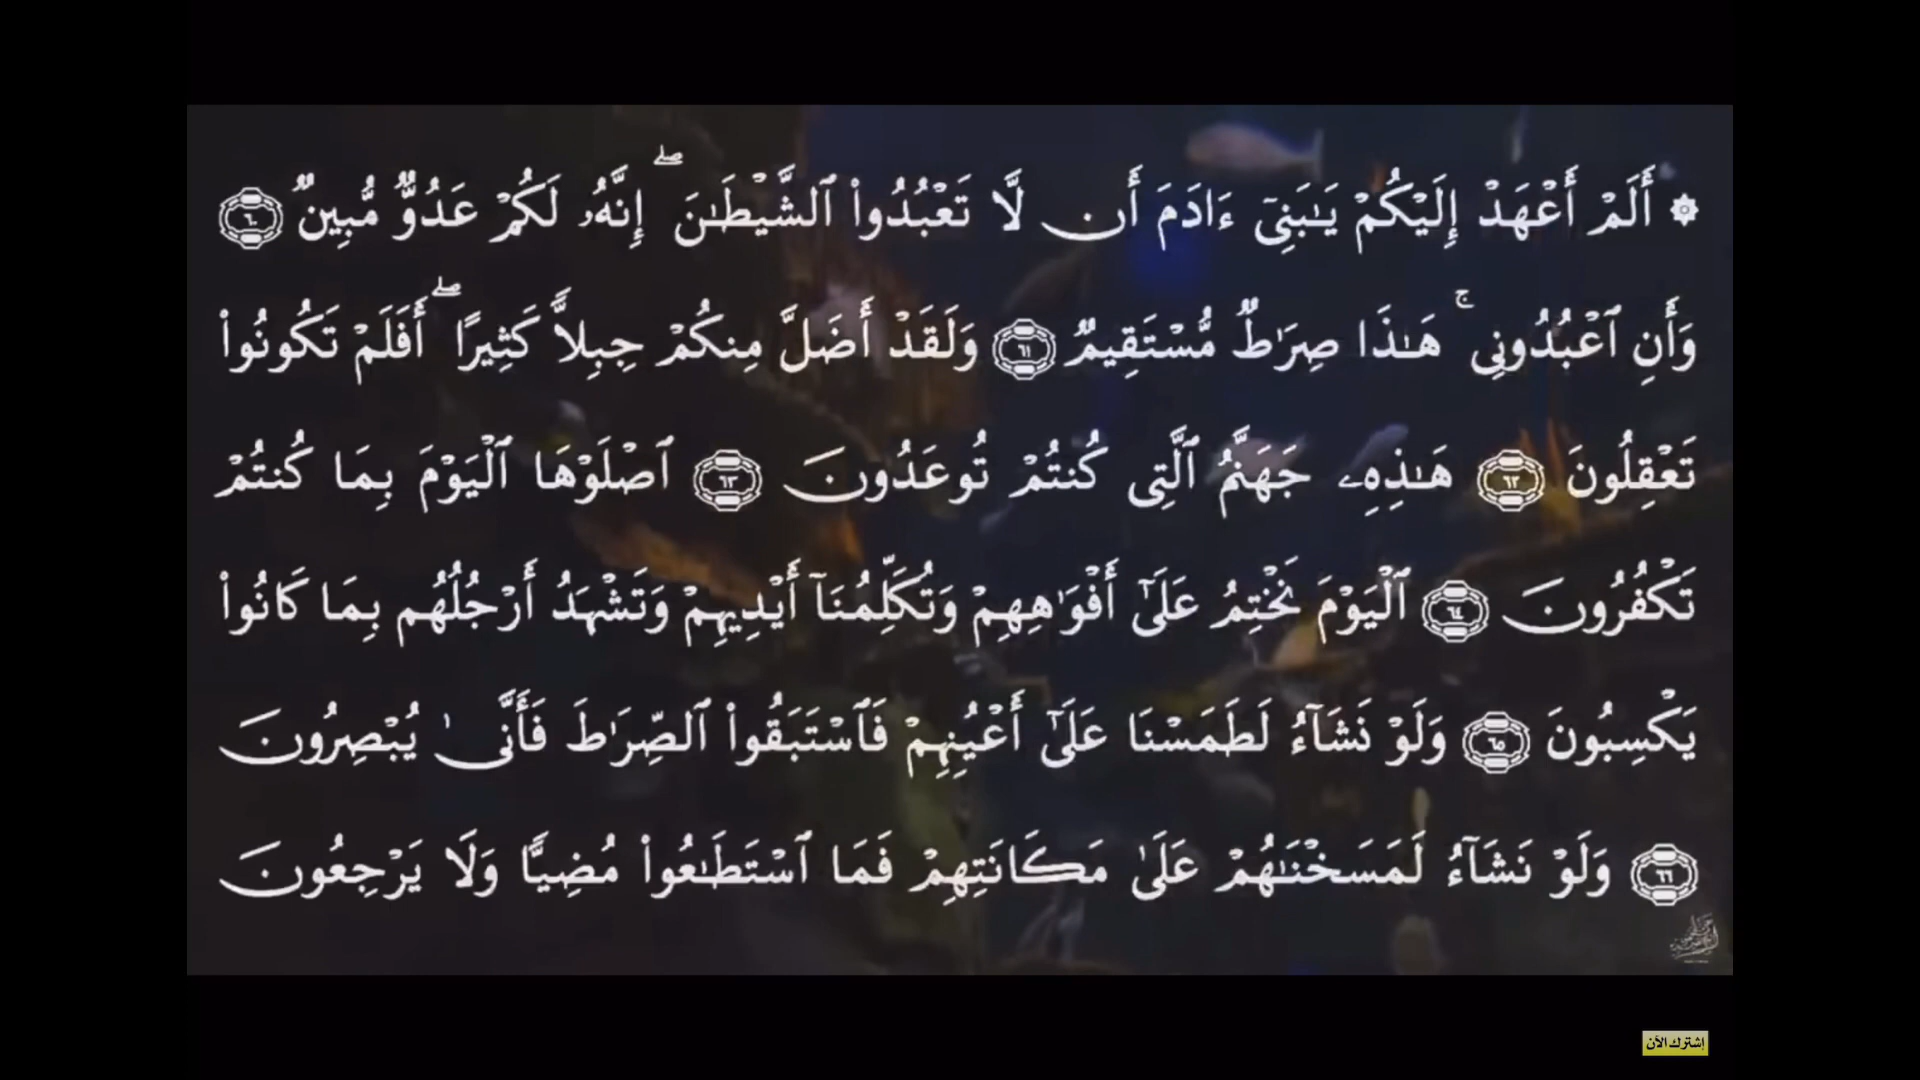 ۞ أَلَمْ أَعْهَدْ إِلَيْكُمْ يَـٰبَنِىٓ ءَادَمَ أَن لَّا تَعْبُدُوا۟ ٱلشَّيْطَـٰنَ ۖ إِنَّهُۥ لَكُمْ عَدُوٌّ مُّبِينٌ ٦٠
وَأَنِ ٱعْبُدُونِى ۚ هَـٰذَا صِرَٰطٌ مُّسْتَقِيمٌ ٦١ وَلَقَدْ أَضَلَّ مِنكُمْ جِبِلًّا كَثِيرًا ۖ أَفَلَمْ تَكُونُوا۟
تَعْقِلُونَ ٦٢ هَـٰذِهِۦ جَهَنَّمُ ٱلَّتِى كُنتُمْ تُوعَدُونَ ٦٣ ٱصْلَوْهَا ٱلْيَوْمَ بِمَا كُنتُمْ
تَكْفُرُونَ ٦٤ ٱلْيَوْمَ نَخْتِمُ عَلَىٰٓ أَفْوَٰهِهِمْ وَتُكَلِّمُنَآ أَيْدِيهِمْ وَتَشْهَدُ أَرْجُلُهُم بِمَا كَانُوا۟
يَكْسِبُونَ ٦٥ وَلَوْ نَشَآءُ لَطَمَسْنَا عَلَىٰٓ أَعْيُنِهِمْ فَٱسْتَبَقُوا۟ ٱلصِّرَٰطَ فَأَنَّىٰ يُبْصِرُونَ
٦٦ وَلَوْ نَشَآءُ لَمَسَخْنَـٰهُمْ عَلَىٰ مَكَانَتِهِمْ فَمَا ٱسْتَطَـٰعُوا۟ مُضِيًّا وَلَا يَرْجِعُونَ
إشترك الآن